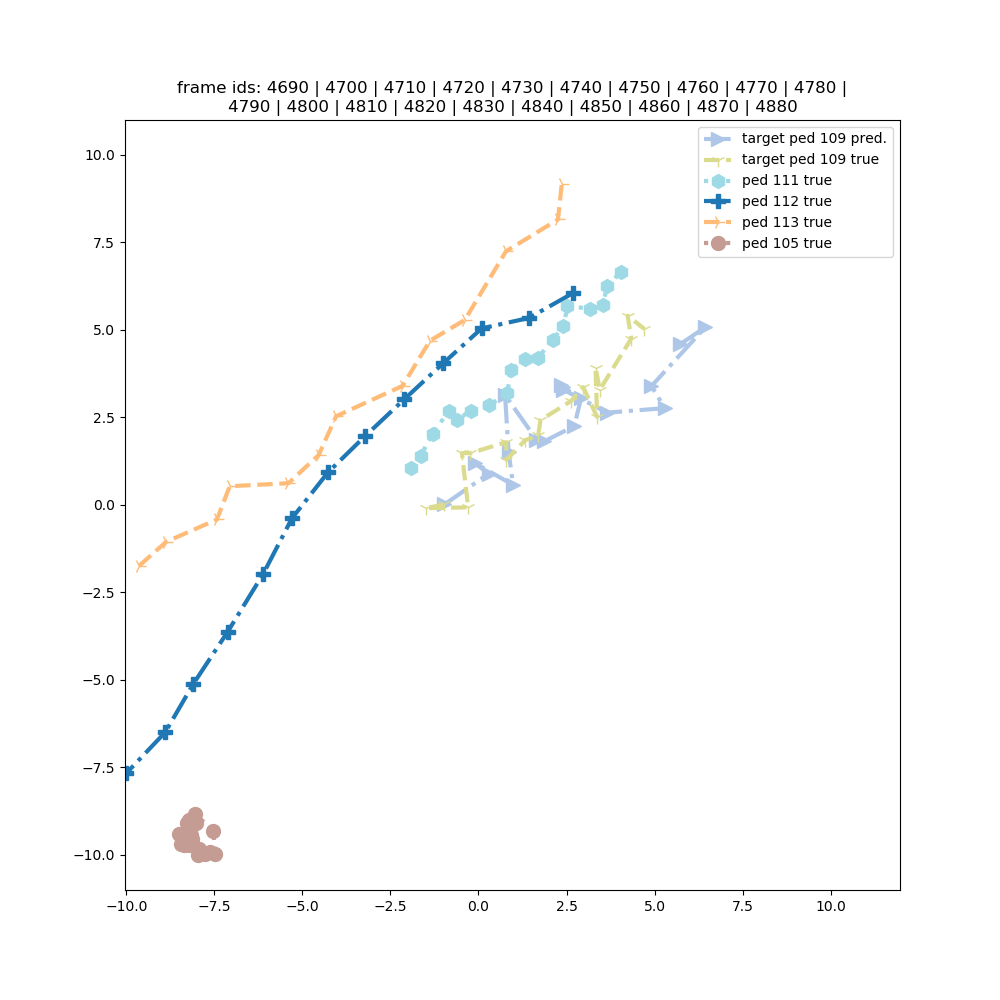 frame ids: 4690 | 4700 | 4710 | 4720 | 4730 | 4740 | 4750 | 4760 | 4770 | 4780 |
4790 | 4800 | 4810 | 4820 | 4830 | 4840 | 4850 | 4860 | 4870 | 4880
target ped 109 pred.
target ped 109 true
ped 111 true
ped 112 true
ped 113 true
ped 105 true
10.0
7.5
5.0
2.5
0.0
−2.5
−5.0
−7.5
−10.0
−10.0 −7.5 −5.0 −2.5 0.0 2.5 5.0 7.5 10.0